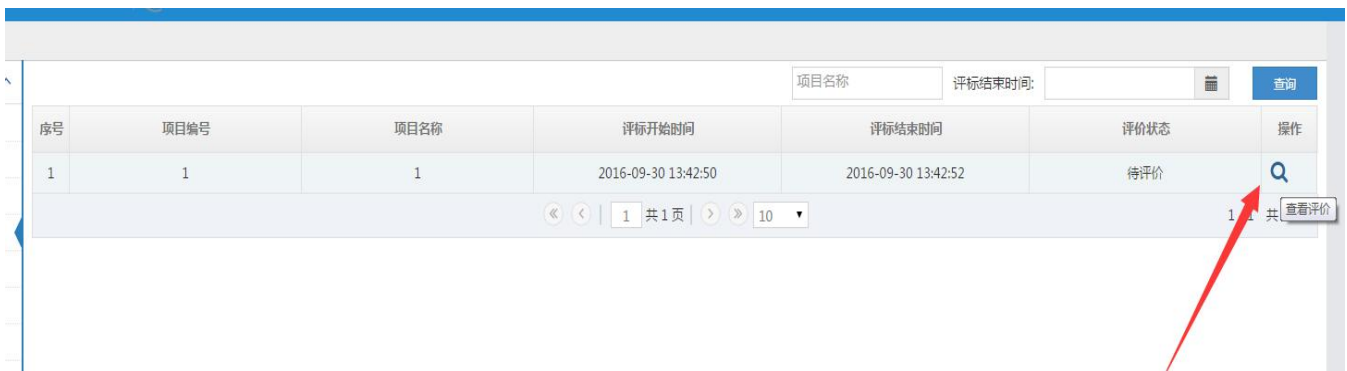 项目名称 评标结束时间: 查询
序号 项目编号 项目名称 评标开始时间 评标结束时间 评价状态 操作
1 1 1 2016-09-30 13:42:50 2016-09-30 13:42:52 待评价
1 共1页 10 1 1 共
查看评价